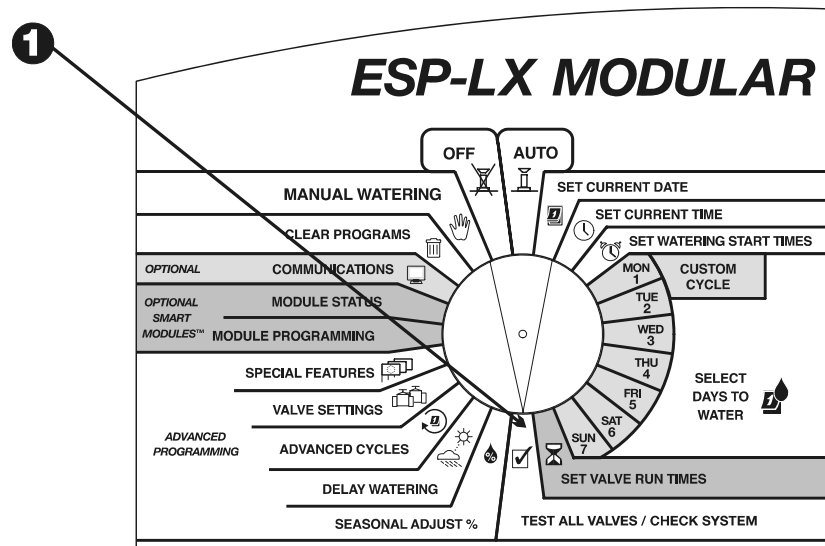 1
ESP-LX MODULAR
OFF
AUTO
MANUAL WATERING
SET CURRENT DATE
CLEAR PROGRAMS
SET CURRENT TIME
SET WATERING START TIMES
OPTIONAL
COMMUNICATIONS
MON
1
CUSTOM
CYCLE
OPTIONAL
SMART
MODULES™
MODULE STATUS
MODULE PROGRAMMING
TUE
2
WED
3
THU
4
FRI
5
SAT
6
SUN
7
SELECT
DAYS TO
WATER
1
SPECIAL FEATURES
VALVE SETTINGS
ADVANCED
PROGRAMMING
ADVANCED CYCLES
DELAY WATERING
SEASONAL ADJUST %
%
SET VALVE RUN TIMES
TEST ALL VALVES / CHECK SYSTEM